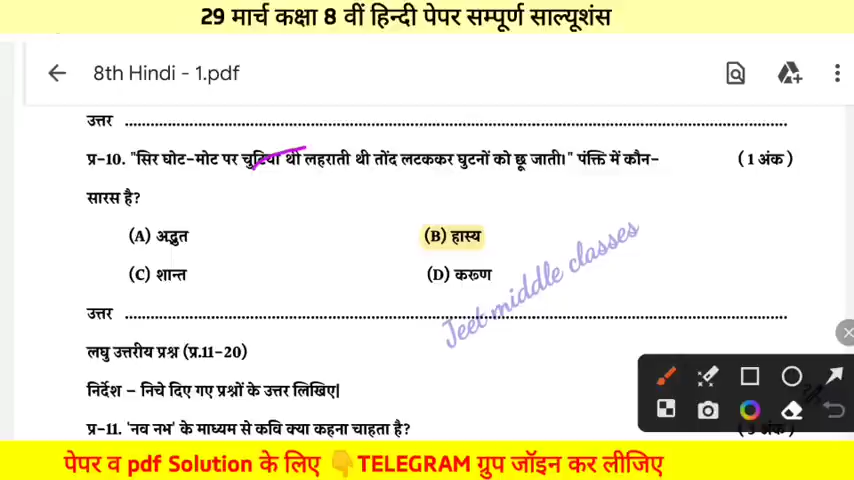 29 मार्च कक्षा 8 वीं हिन्दी पेपर सम्पूर्ण साल्यूशंस
8th Hindi - 1.pdf
उत्तर ........................................................................................................
प्र-10. "सिर घोट-मोट पर चुटिया थी लहराती थी तोंद लटककर घुटनों को छू जाती।" पंक्ति में कौन- (1 अंक)
सारस है?
(A) अद्भुत (B) हास्य
(C) शान्त (D) करूण
Jeet middle classes
उत्तर ........................................................................................................
लघु उत्तरीय प्रश्न (प्र.11-20)
निर्देश – निचे दिए गए प्रश्नों के उत्तर लिखिए|
प्र-11. 'नव नभ' के माध्यम से कवि क्या कहना चाहता है? (3 अंक)
पेपर व pdf Solution के लिए 👇TELEGRAM ग्रुप जॉइन कर लीजिए